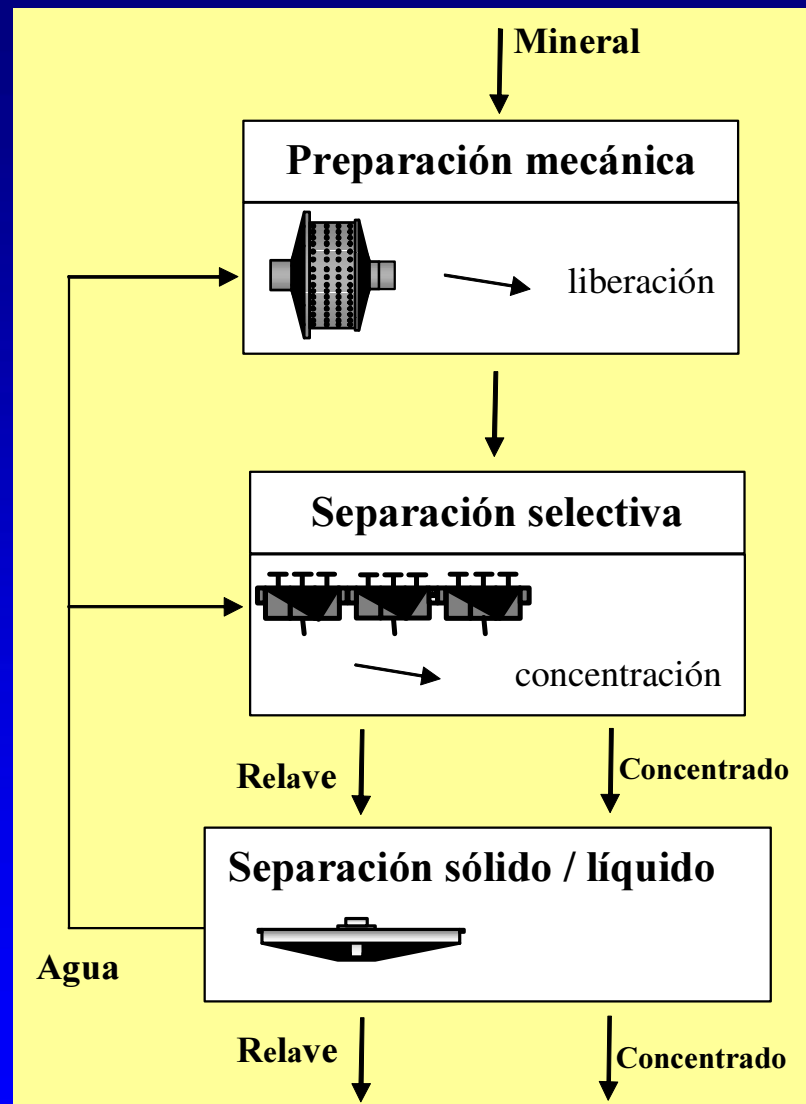 Mineral
Preparación mecánica
liberación
Separación selectiva
concentración
Relave
Concentrado
Separación sólido / líquido
Agua
Relave
Concentrado